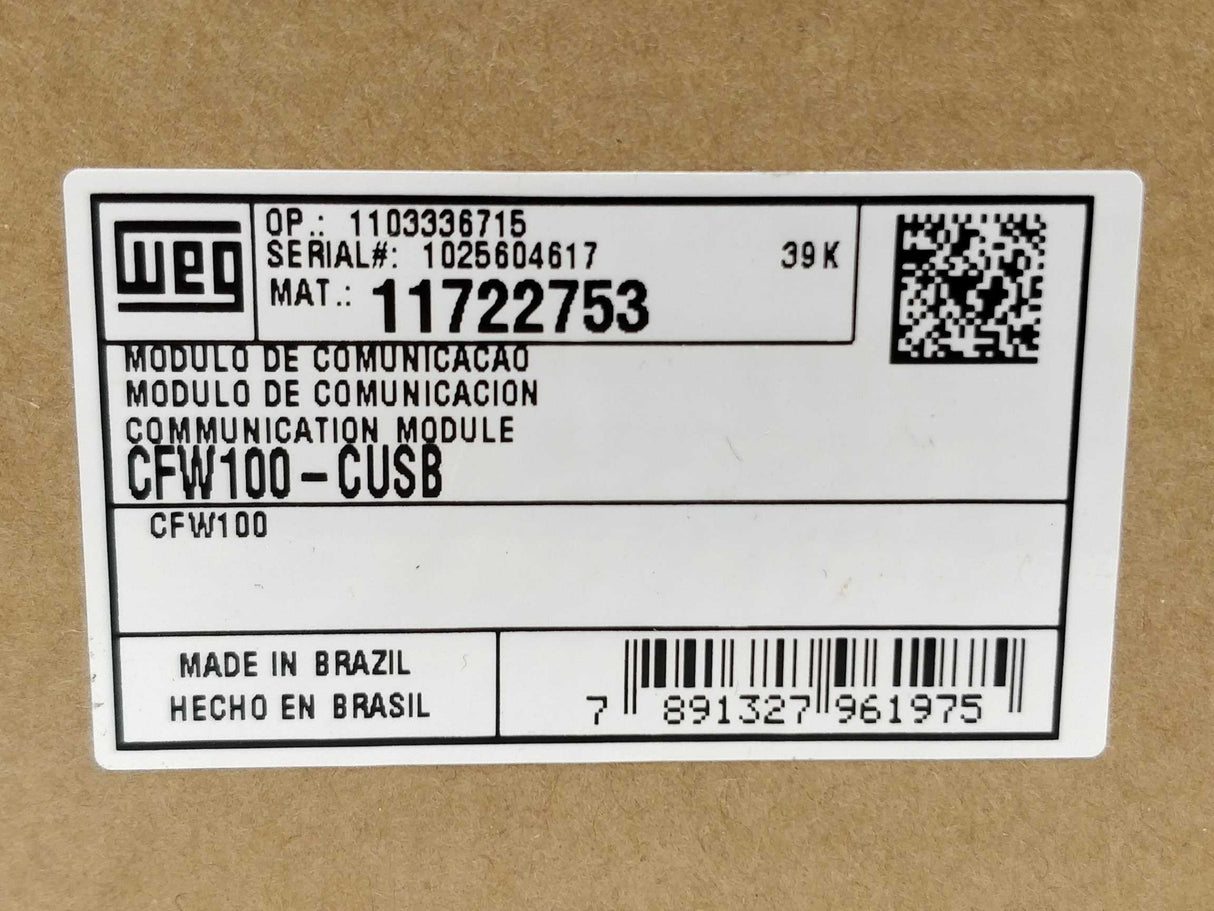 WEG
OP.: 1103336715
SERIAL#: 1025604617 39K
MAT.: 11722753
MODULO DE COMUNICACAO
MODULO DE COMUNICACION
COMMUNICATION MODULE
CFW100-CUSB
CFW100
MADE IN BRAZIL
HECHO EN BRASIL
7 891327 961975